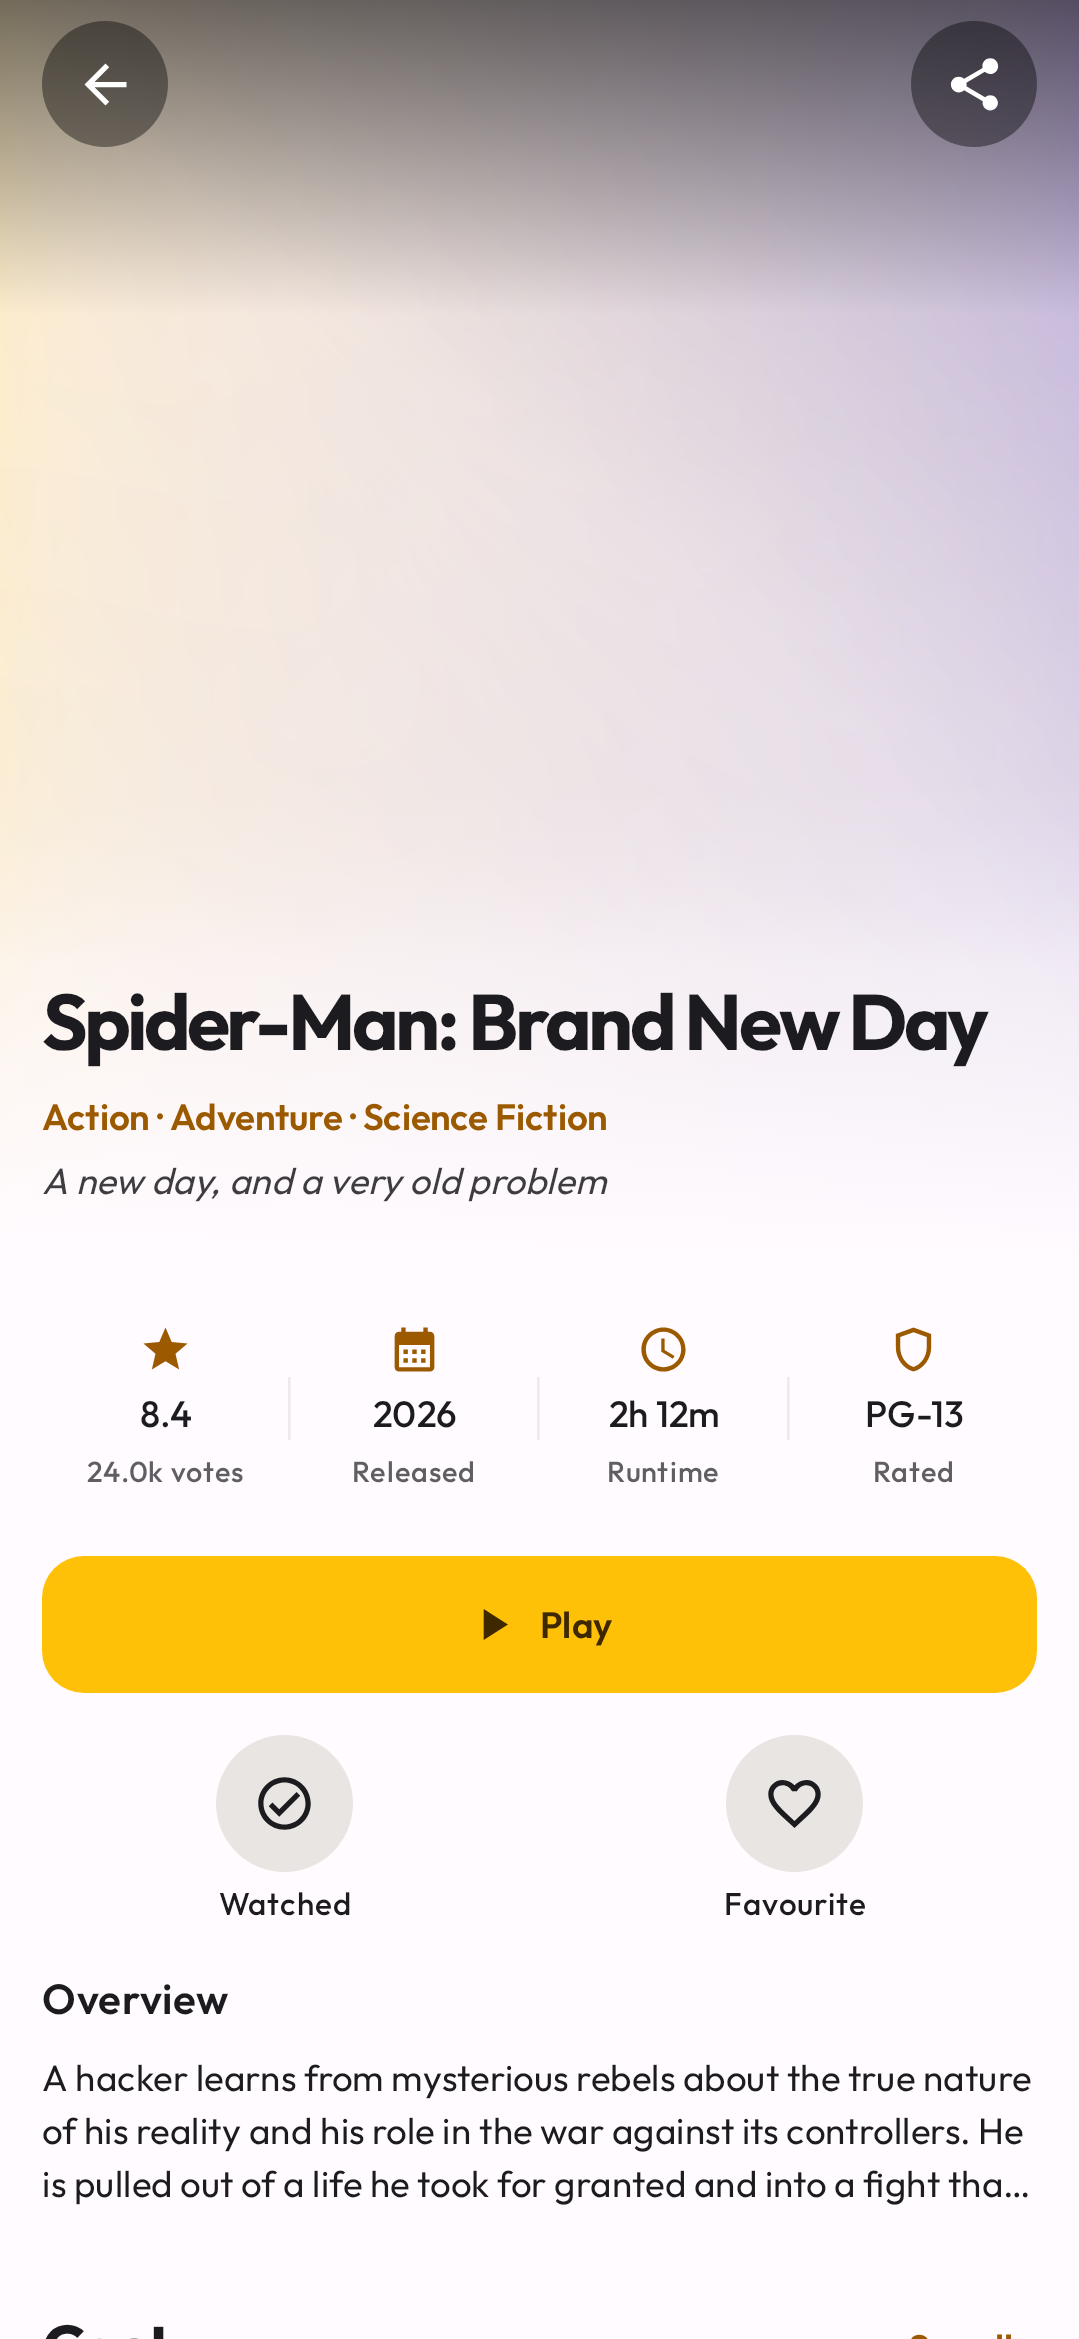 Spider-Man: Brand New Day
Action · Adventure · Science Fiction
A new day, and a very old problem
8.4
2026
2h 12m
PG-13
24.0k votes
Released
Runtime
Rated
Play
Watched
Favourite
Overview
A hacker learns from mysterious rebels about the true nature
of his reality and his role in the war against its controllers. He
is pulled out of a life he took for granted and into a fight tha...